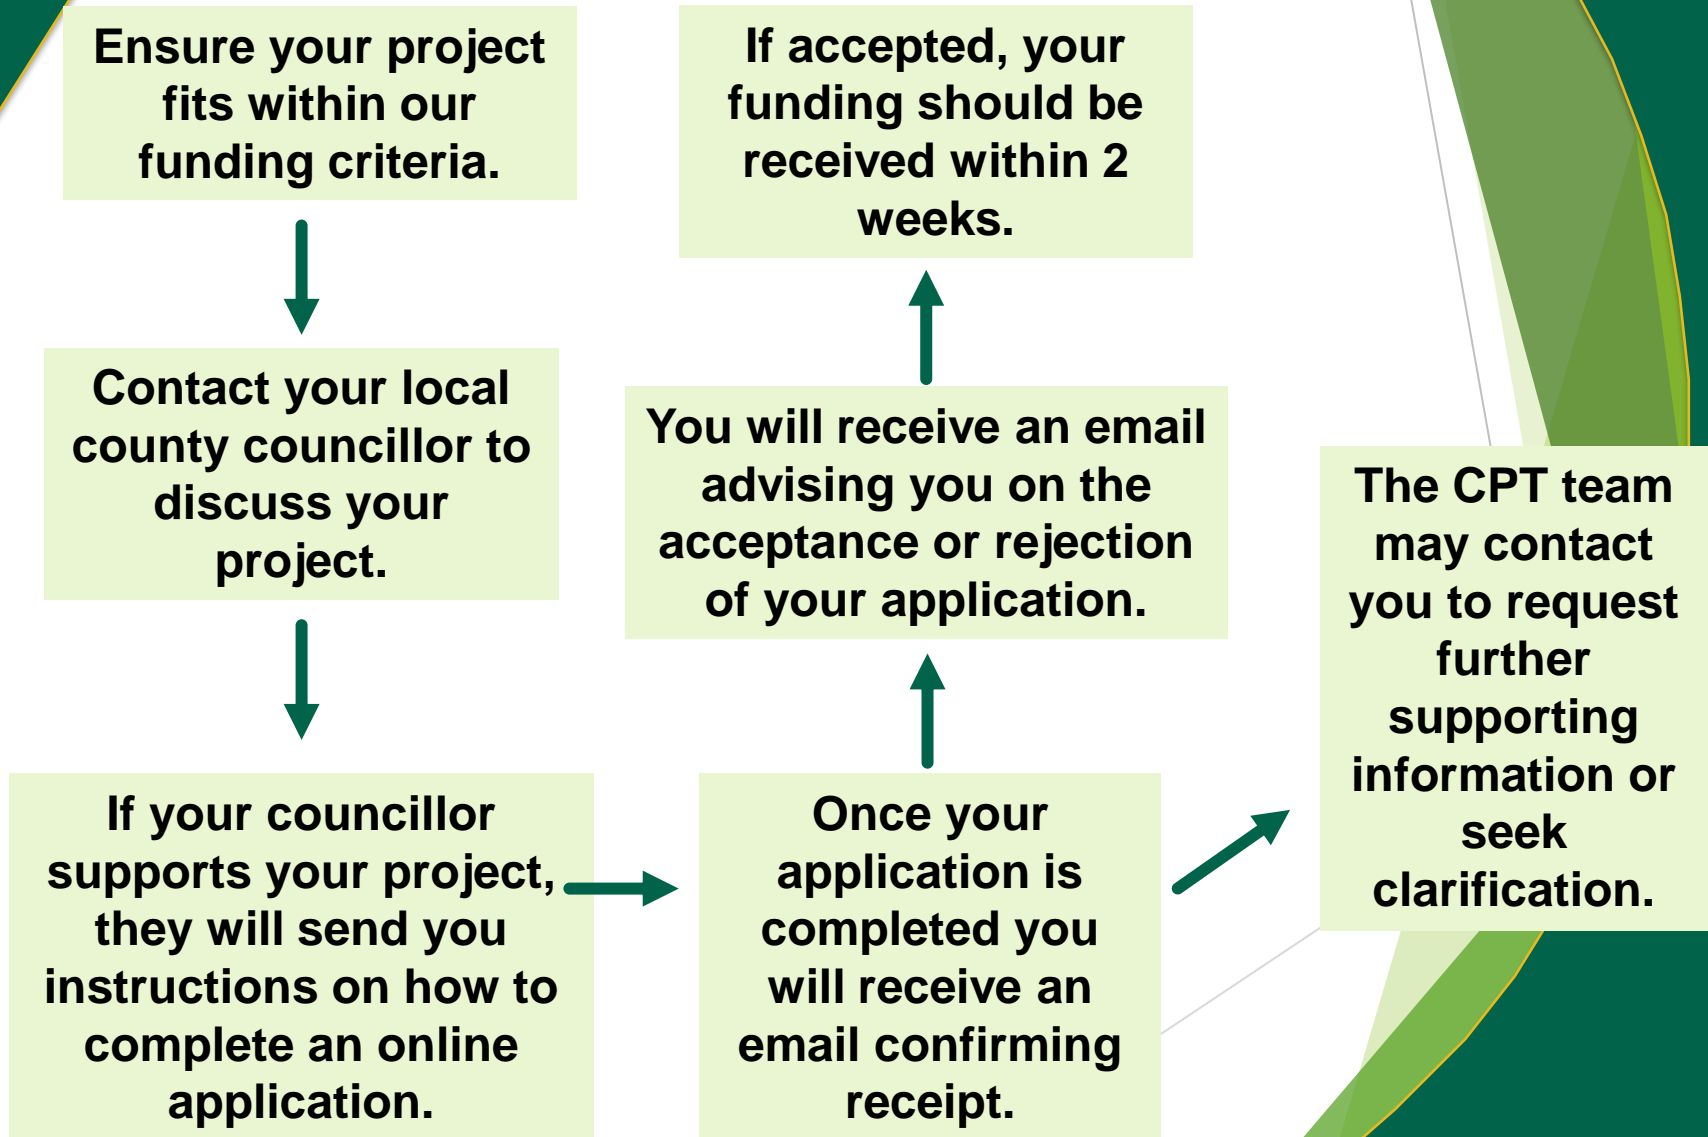 Ensure your project
fits within our
funding criteria.
Contact your local
county councillor to
discuss your
project.
If your councillor
supports your project,
they will send you
instructions on how to
complete an online
application.
Once your
application is
completed you
will receive an
email confirming
receipt.
The CPT team
may contact
you to request
further
supporting
information or
seek
clarification.
You will receive an email
advising you on the
acceptance or rejection
of your application.
If accepted, your
funding should be
received within 2
weeks.